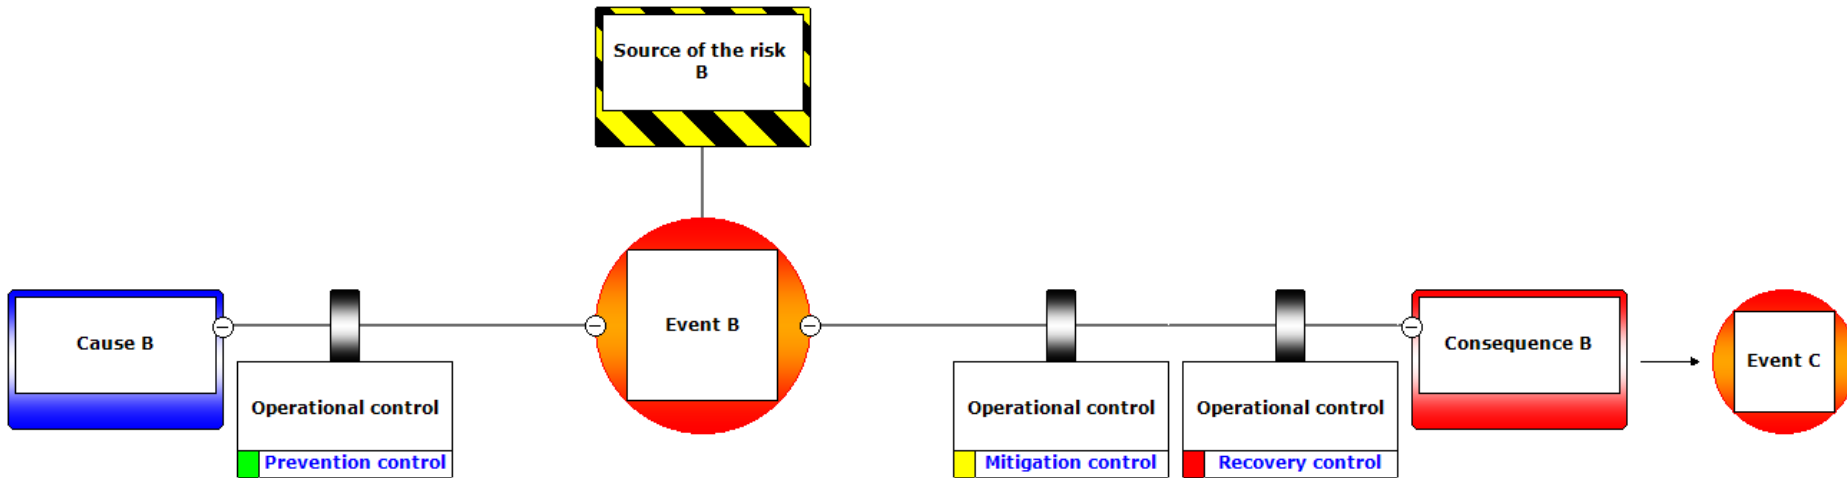 Source of the risk
B
Cause B
Event B
Consequence B
Event C
Operational control
Prevention control
Operational control
Mitigation control
Operational control
Recovery control